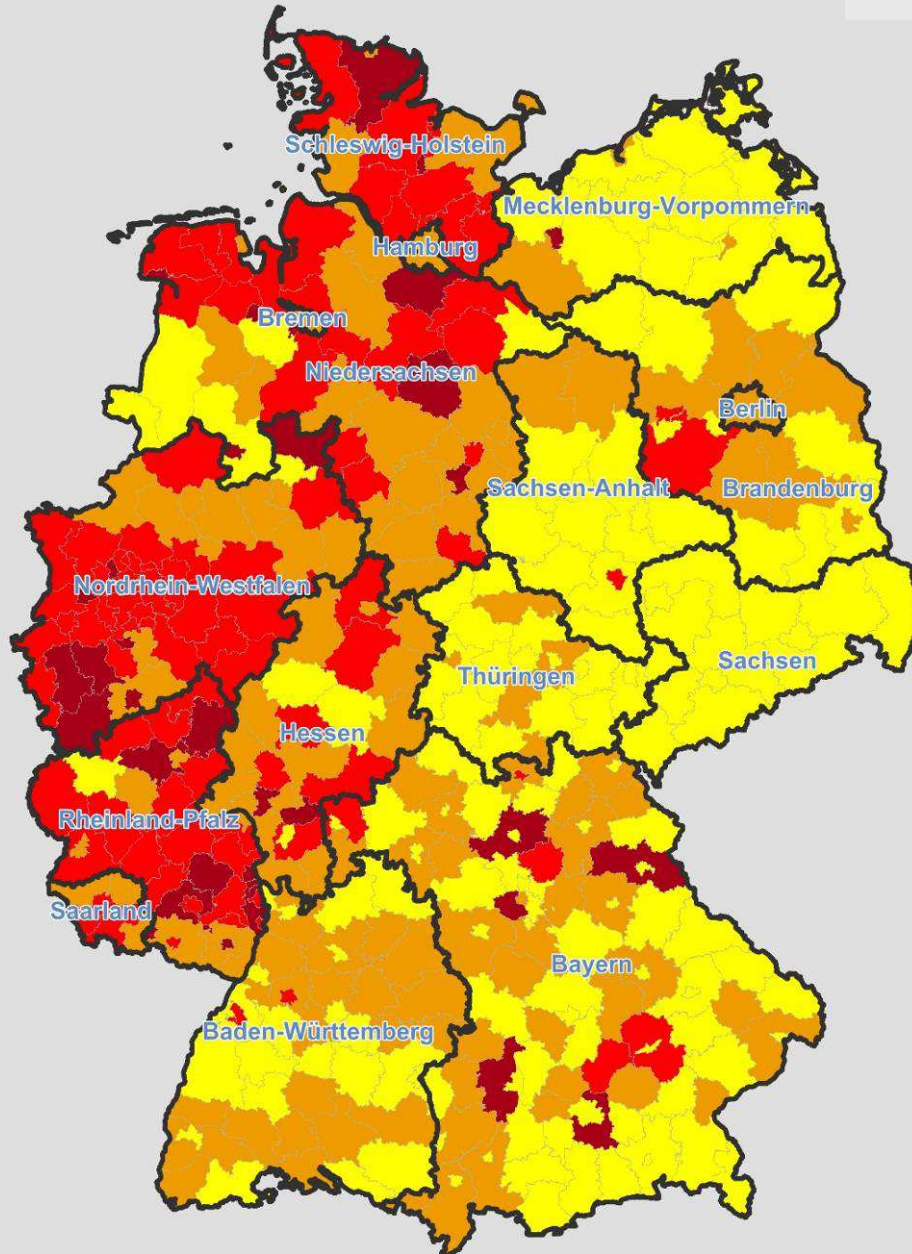 Schleswig-Holstein
Mecklenburg-Vorpommern
Hamburg
Bremen
Niedersachsen
Berlin
Sachsen-Anhalt
Brandenburg
Nordrhein-Westfalen
Sachsen
Thüringen
Hessen
Rheinland-Pfalz
Saarland
Bayern
Baden-Württemberg